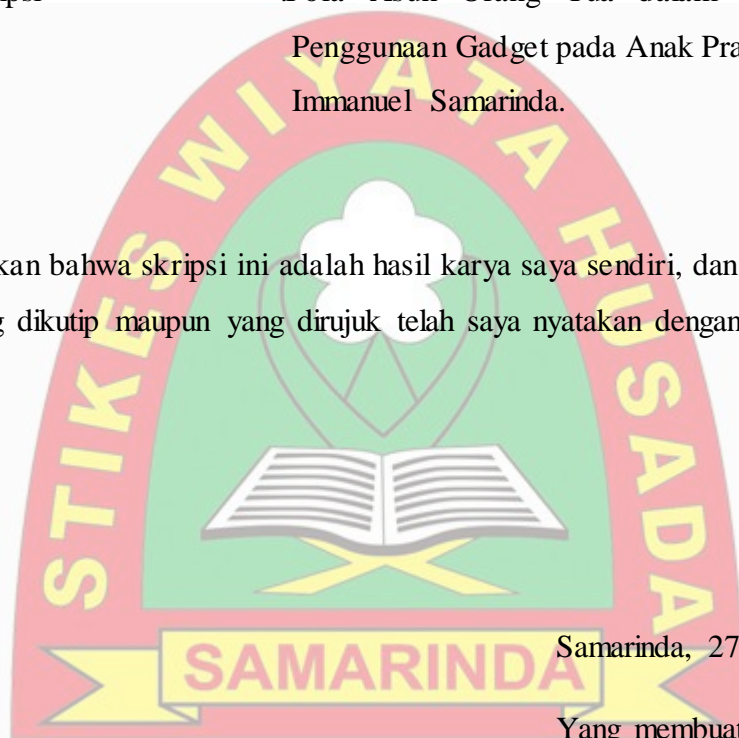 Penggunaan Gadget pada Anak Pra
Immanuel Samarinda.
STIKES WIYATA HUSADA
kan bahwa skripsi ini adalah hasil karya saya sendiri, dan
dikutip maupun yang dirujuk telah saya nyatakan dengan
SAMARINDA
Samarinda, 27
Yang membuat